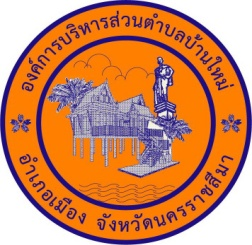 องค์การบริหารส่วนตำบลบ้านใหม่
อำเภอเมือง จังหวัดนครราชสีมา